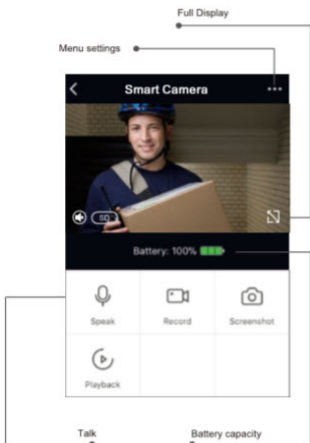 Full Display
Menu settings
Smart Camera
SD
Battery: 100%
Speak
Record
Screenshot
Playback
Talk
Battery capacity